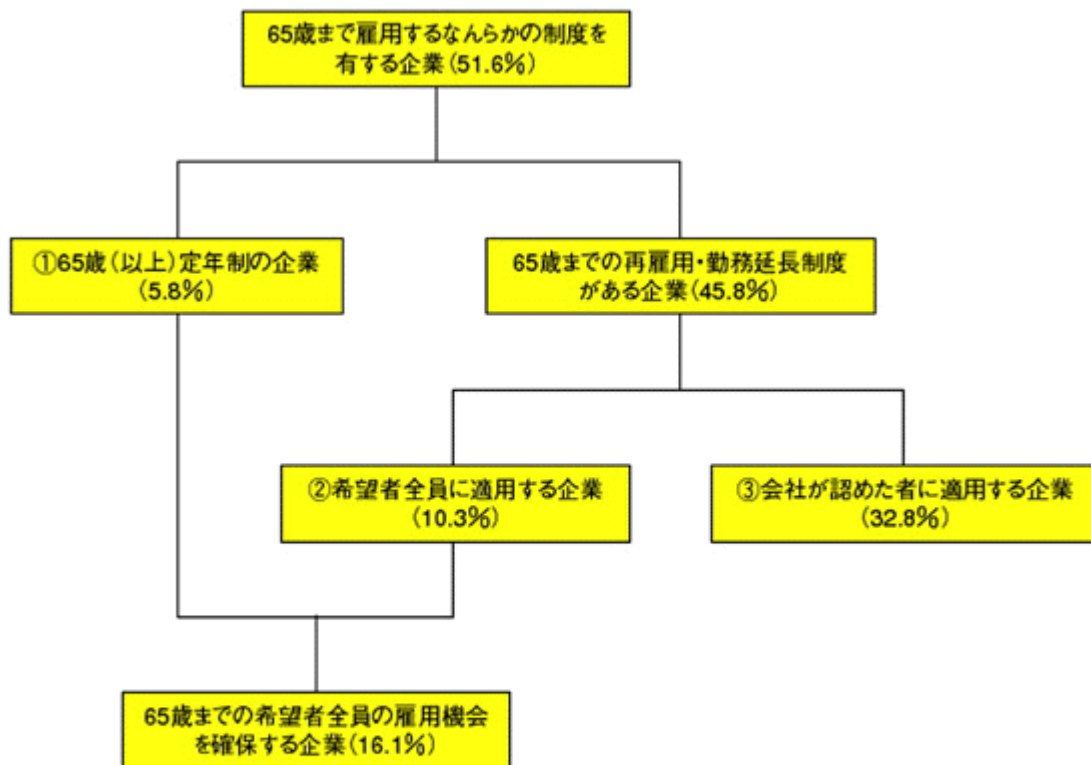 65歳まで雇用するなんらかの制度を
有する企業(51.6%)
①65歳(以上)定年制の企業
(5.8%)
65歳までの再雇用・勤務延長制度
がある企業(45.8%)
②希望者全員に適用する企業
(10.3%)
③会社が認めた者に適用する企業
(32.8%)
65歳までの希望者全員の雇用機会
を確保する企業(16.1%)